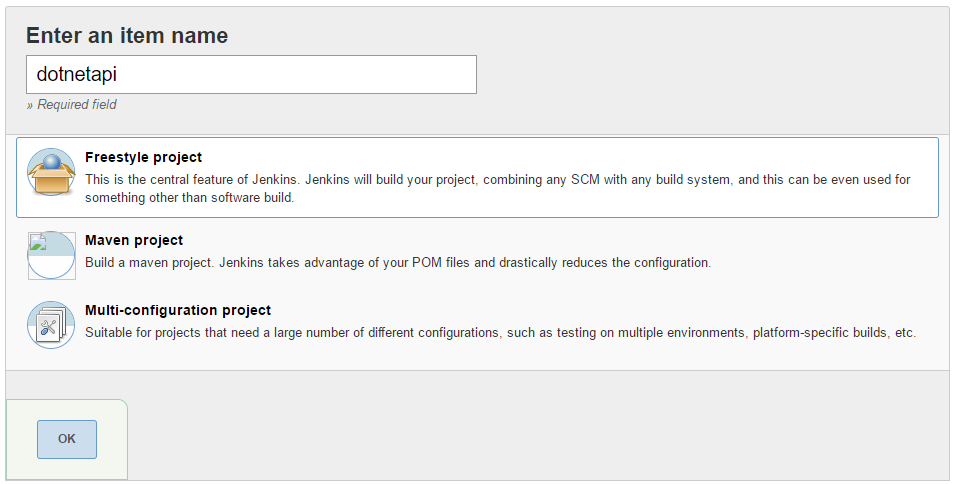 Enter an item name
dotnetapi
» Required field
Freestyle project
This is the central feature of Jenkins. Jenkins will build your project, combining any SCM with any build system, and this can be even used for
something other than software build.
Maven project
Build a maven project. Jenkins takes advantage of your POM files and drastically reduces the configuration.
Multi-configuration project
Suitable for projects that need a large number of different configurations, such as testing on multiple environments, platform-specific builds, etc.
OK